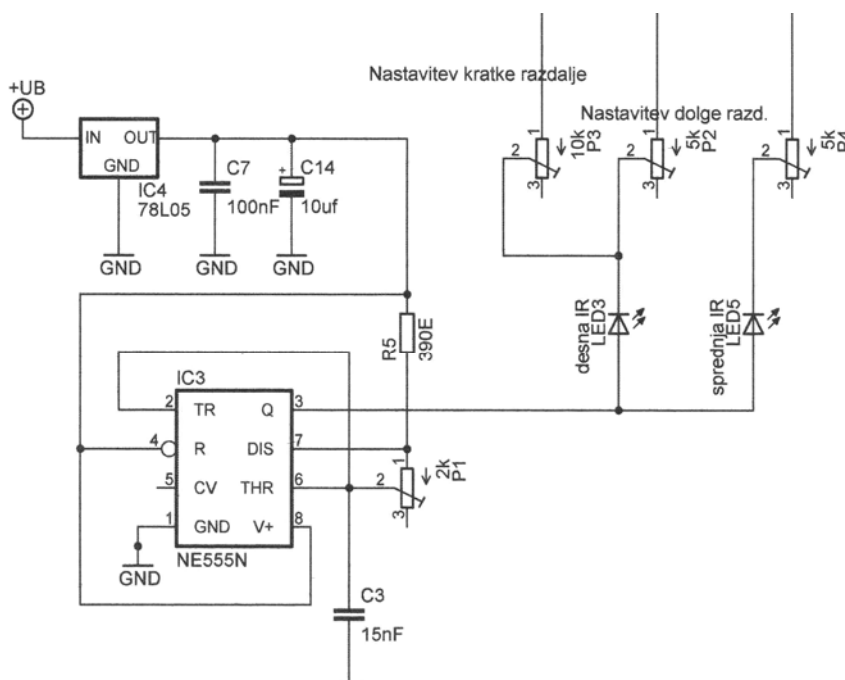 Nastavitev kratke razdalje
+UB
Nastavitev dolge razd.
IN OUT
GND
IC4
78L05
C7
100nF
+
C14
10uf
GND
GND
GND
1
2
3
10k
P3
1
2
3
5k
P2
1
2
3
5k
P4
R5
390E
desna IR
LED3
sprednja IR
LED5
IC3
2 TR Q 3
4 R DIS 7
5 CV THR 6
1 GND V+ 8
NE555N
GND
1
2
3
2k
P1
C3
15nF